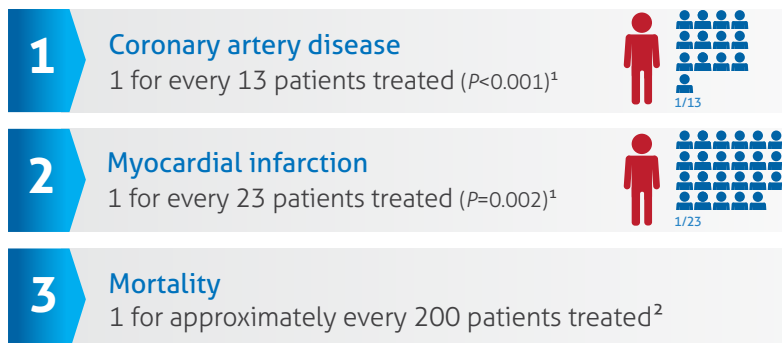 1
Coronary artery disease
1 for every 13 patients treated (P<0.001)¹
1/13
2
Myocardial infarction
1 for every 23 patients treated (P=0.002)¹
1/23
3
Mortality
1 for approximately every 200 patients treated²